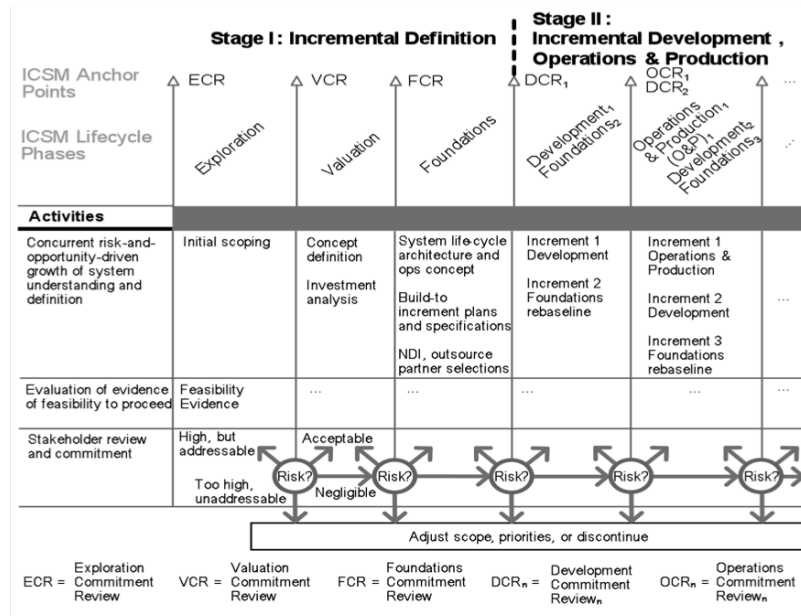 Stage I: Incremental Definition
Stage II :
Incremental Development ,
Operations & Production
ICSM Anchor
Points
ECR
VCR
FCR
DCR₁
OCR₁
DCR₂
...
ICSM Lifecycle
Phases
Exploration
Valuation
Foundations
Development₁
Foundations₂
Operations
& Production₁
(O&P)₁
Development₂
Foundations₃
...
Activities
Concurrent risk-and-
opportunity-driven
growth of system
understanding and
definition
Initial scoping
Concept
definition
Investment
analysis
System life-cycle
architecture and
ops concept
Build-to
increment plans
and specifications
NDI, outsource
partner selections
Increment 1
Development
Increment 2
Foundations
rebaseline
Increment 1
Operations &
Production
Increment 2
Development
Increment 3
Foundations
rebaseline
...
Evaluation of evidence
of feasibility to proceed
Feasibility
Evidence
...
...
...
...
...
Stakeholder review
and commitment
High, but
addressable
Too high,
unaddressable
Acceptable
Negligible
Risk?
Risk?
Risk?
Risk?
Risk?
Adjust scope, priorities, or discontinue
ECR = Exploration
Commitment
Review
VCR = Valuation
Commitment
Review
FCR = Foundations
Commitment
Review
DCRₙ = Development
Commitment
Reviewₙ
OCRₙ = Operations
Commitment
Reviewₙ